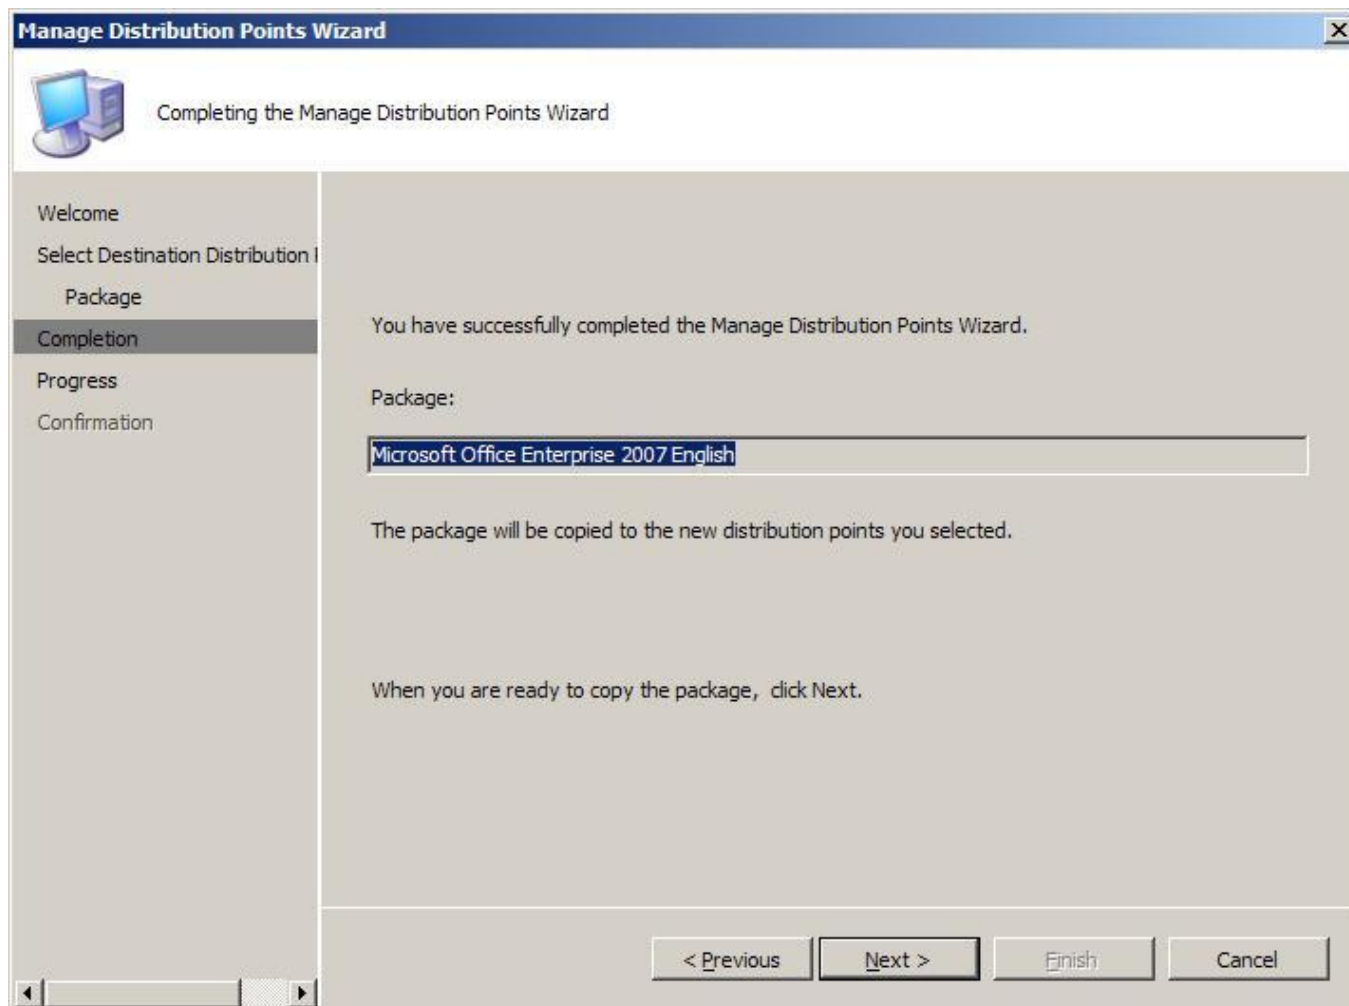 Manage Distribution Points Wizard
Completing the Manage Distribution Points Wizard
Welcome
Select Destination Distribution
Package
Completion
Progress
Confirmation
You have successfully completed the Manage Distribution Points Wizard.
Package:
Microsoft Office Enterprise 2007 English
The package will be copied to the new distribution points you selected.
When you are ready to copy the package, click Next.
< Previous
Next >
Finish
Cancel